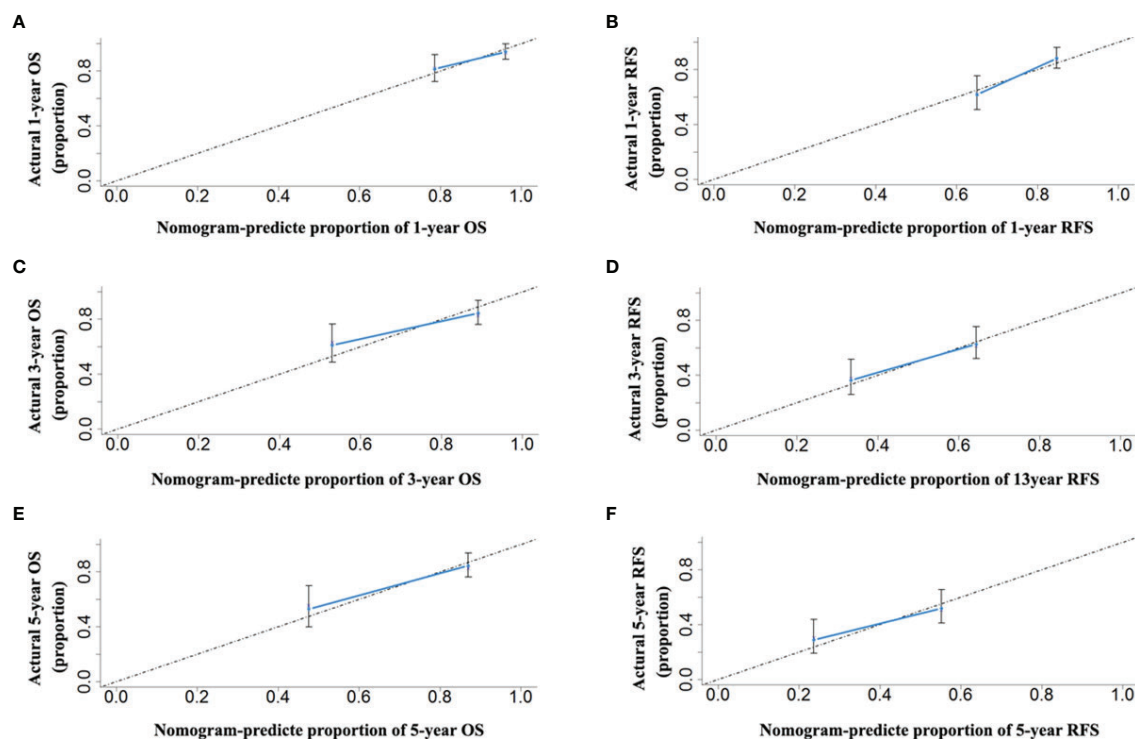 A
Actural 1-year OS
(proportion)
0.0 0.4 0.8
0.0 0.2 0.4 0.6 0.8 1.0
Nomogram-predicte proportion of 1-year OS
B
Actural 1-year RFS
(proportion)
0.0 0.4 0.8
0.0 0.2 0.4 0.6 0.8 1.0
Nomogram-predicte proportion of 1-year RFS
C
Actural 3-year OS
(proportion)
0.0 0.4 0.8
0.0 0.2 0.4 0.6 0.8 1.0
Nomogram-predicte proportion of 3-year OS
D
Actural 3-year RFS
(proportion)
0.0 0.4 0.8
0.0 0.2 0.4 0.6 0.8 1.0
Nomogram-predicte proportion of 13year RFS
E
Actural 5-year OS
(proportion)
0.0 0.4 0.8
0.0 0.2 0.4 0.6 0.8 1.0
Nomogram-predicte proportion of 5-year OS
F
Actural 5-year RFS
(proportion)
0.0 0.4 0.8
0.0 0.2 0.4 0.6 0.8 1.0
Nomogram-predicte proportion of 5-year RFS